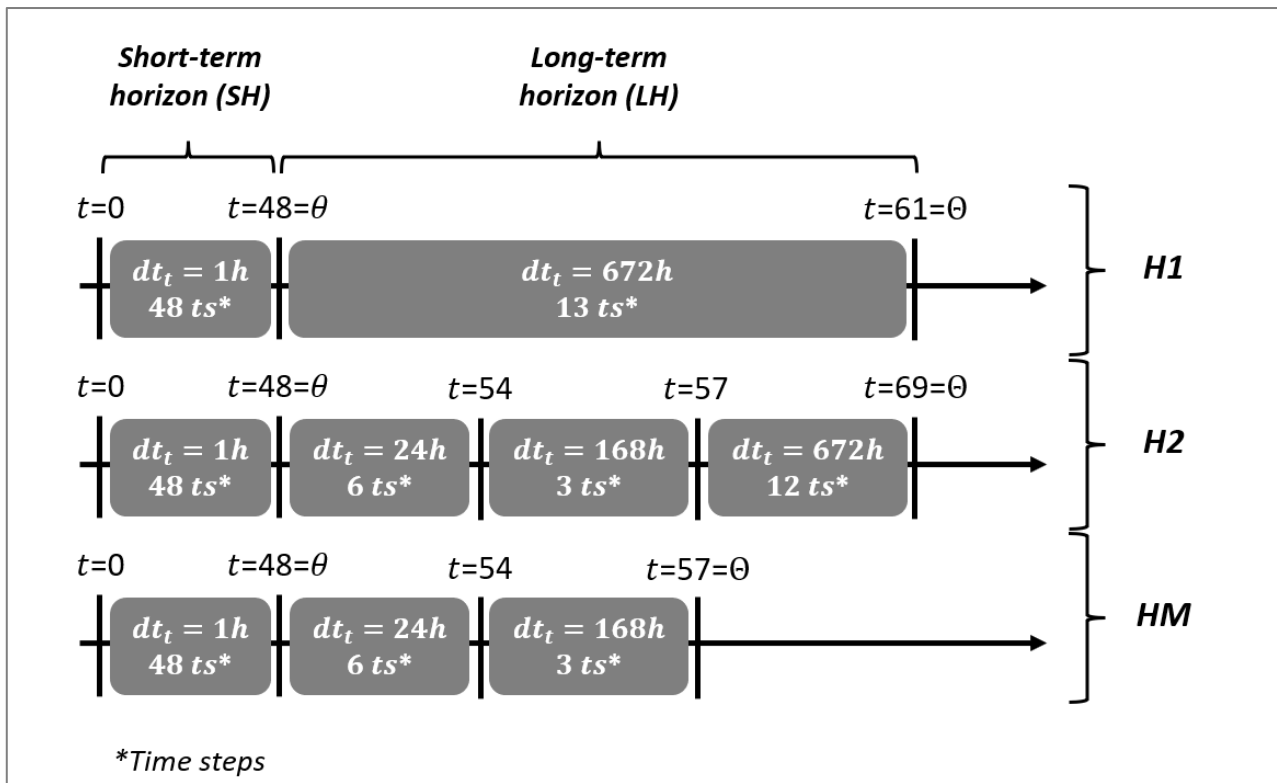 Short-term
horizon (SH)
Long-term
horizon (LH)
t=0
t=48=θ
t=61=Θ
dt_t = 1h
48 ts*
dt_t = 672h
13 ts*
H1
t=0
t=48=θ
t=54
t=57
t=69=Θ
dt_t = 1h
48 ts*
dt_t = 24h
6 ts*
dt_t = 168h
3 ts*
dt_t = 672h
12 ts*
H2
t=0
t=48=θ
t=54
t=57=Θ
dt_t = 1h
48 ts*
dt_t = 24h
6 ts*
dt_t = 168h
3 ts*
HM
*Time steps